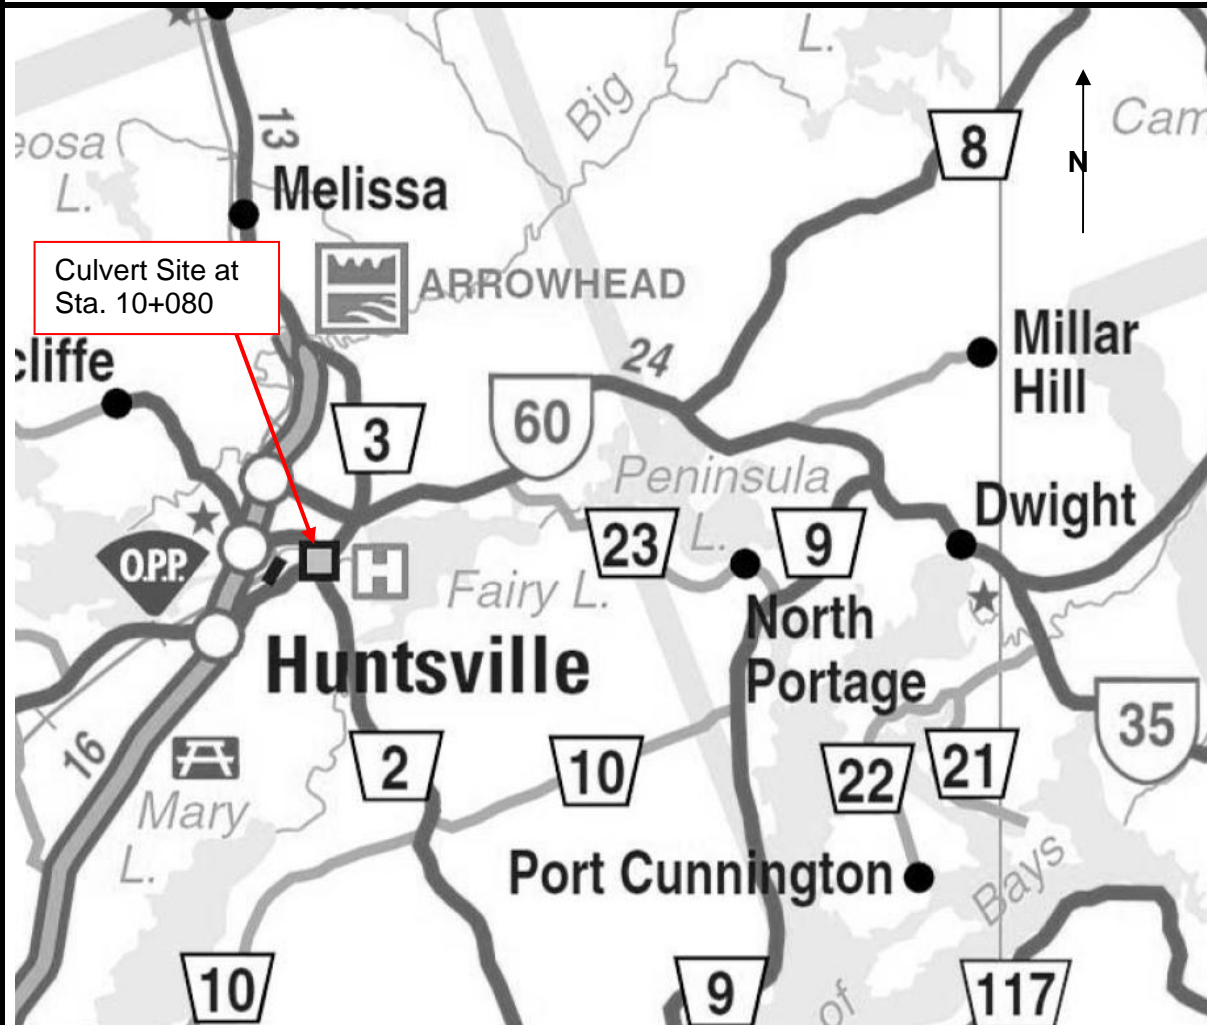 13
Big
L.
8
Cam
N
eosa
L.
Melissa
Culvert Site at
Sta. 10+080
ARROWHEAD
24
Millar
Hill
cliffe
3
60
Peninsula
L.
Dwight
23
9
O.P.P.
H
Fairy L.
North
Portage
Huntsville
16
2
10
22
21
35
Mary
L.
Port Cunnington
Bays
of
10
9
117